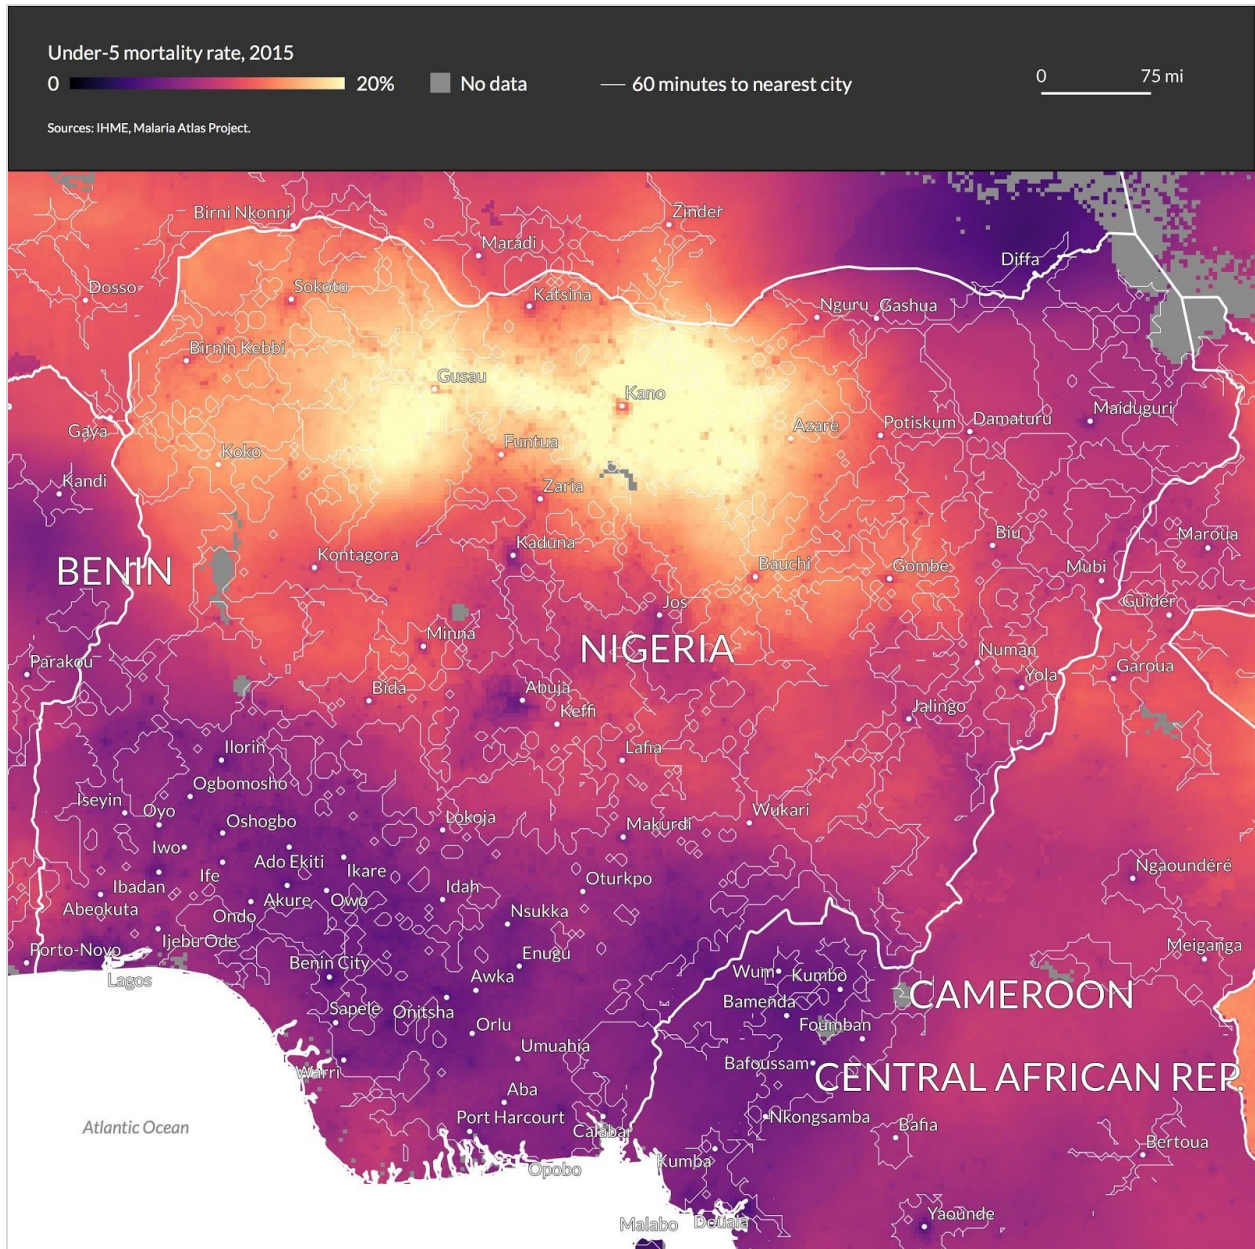 Under-5 mortality rate, 2015
0 20% No data 60 minutes to nearest city 0 75 mi
Sources: IHME, Malaria Atlas Project.
Birni Nkonni
Zinder
Maradi
Diffa
Dosso
Sokoto
Katsina
Nguru
Gashua
Birnin Kebbi
Gusau
Kano
Gaya
Koko
Funtua
Azare
Potiskum
Damaturu
Maiduguri
Kandi
Zaria
Kaduna
Biu
Maroua
BENIN
Kontagora
Bauchi
Gombe
Mubi
Jos
Guider
Minna
NIGERIA
Numan
Parakou
Garoua
Bida
Abuja
Yola
Keffi
Jalingo
Ilorin
Lafia
Ogbomosho
Iseyin
Oyo
Oshogbo
Lokoja
Makurdi
Wukari
Iwo
Ado Ekiti
Ikare
Ife
Ibadan
Idah
Oturkpo
Ngaoundéré
Abeokuta
Akure
Owo
Ondo
Nsukka
Porto-Novo
Ijebu Ode
Enugu
Meiganga
Lagos
Benin City
Awka
Wum
Kumbo
CAMEROON
Sapele
Onitsha
Bamenda
Orlu
Foumban
Umuahia
Bafoussam
Warri
CENTRAL AFRICAN REP.
Aba
Atlantic Ocean
Port Harcourt
Calabar
Nkongsamba
Bafia
Bertoua
Opobo
Kumba
Malabo
Douala
Yaounde